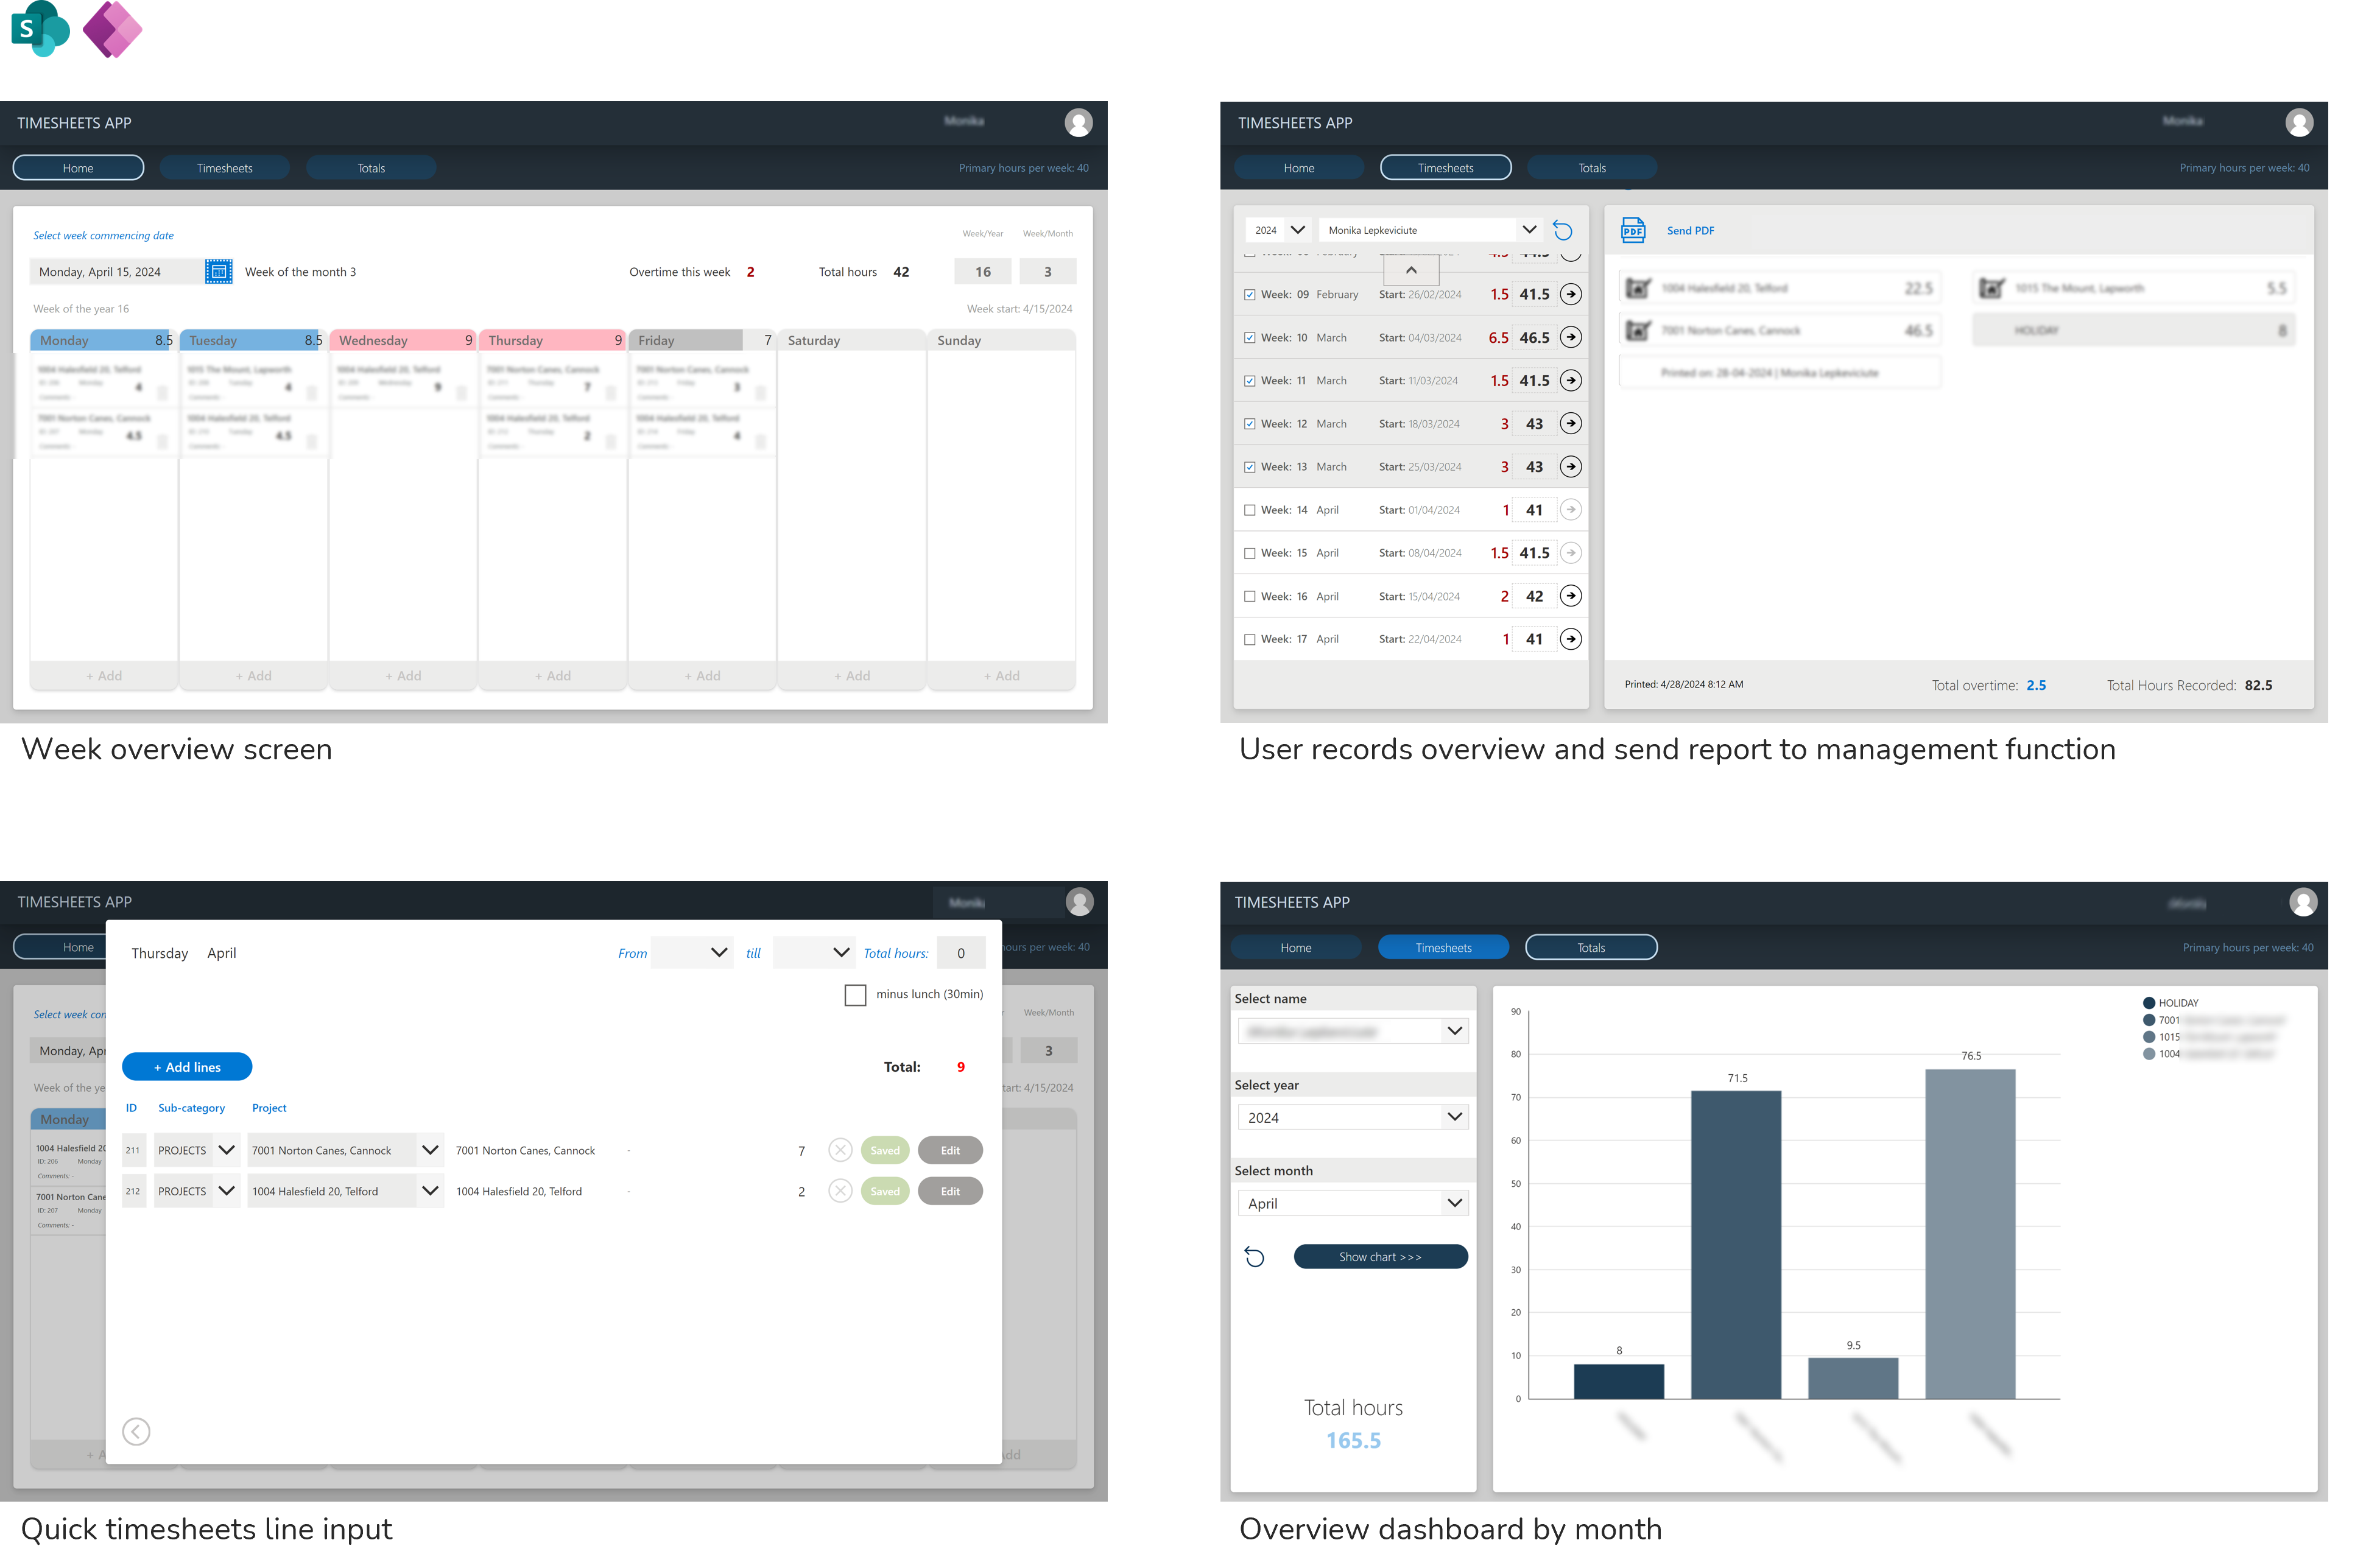 S
TIMESHEETS APP
Monika
Home Timesheets Totals Primary hours per week: 40
Select week commencing date Week/Year Week/Month
Monday, April 15, 2024 Week of the month 3 Overtime this week 2 Total hours 42 16 3
Week of the year 16 Week start: 4/15/2024
Monday 8.5 Tuesday 8.5 Wednesday 9 Thursday 9 Friday 7 Saturday Sunday
1004 Halesfield 20, Telford 1015 The Mount, Lapworth 1004 Halesfield 20, Telford 7001 Norton Canes, Cannock 7001 Norton Canes, Cannock
4 4 9 7 3
7001 Norton Canes, Cannock 1004 Halesfield 20, Telford 1004 Halesfield 20, Telford 1004 Halesfield 20, Telford
4.5 4.5 2 4
+ Add + Add + Add + Add + Add + Add + Add
Week overview screen
TIMESHEETS APP
Monika
Home Timesheets Totals Primary hours per week: 40
2024 Monika Lepkeviciute
Week: 09 February Start: 26/02/2024 1.5 41.5
Week: 10 March Start: 04/03/2024 6.5 46.5
Week: 11 March Start: 11/03/2024 1.5 41.5
Week: 12 March Start: 18/03/2024 3 43
Week: 13 March Start: 25/03/2024 3 43
Week: 14 April Start: 01/04/2024 1 41
Week: 15 April Start: 08/04/2024 1.5 41.5
Week: 16 April Start: 15/04/2024 2 42
Week: 17 April Start: 22/04/2024 1 41
PDF Send PDF
1004 Halesfield 20, Telford 22.5 1015 The Mount, Lapworth 5.5
7001 Norton Canes, Cannock 46.5 HOLIDAY 8
Printed on: 28-04-2024 | Monika Lepkeviciute
Printed: 4/28/2024 8:12 AM Total overtime: 2.5 Total Hours Recorded: 82.5
User records overview and send report to management function
TIMESHEETS APP
Monika
Home ours per week: 40
Select week con Week/Month
Monday, Apr 3
Week of the ye tart: 4/15/2024
Monday
1004 Halesfield 20
ID: 206 Monday
Comments: -
7001 Norton Cane
ID: 207 Monday
Comments: -
+ A dd
Thursday April From till Total hours: 0
minus lunch (30min)
+ Add lines Total: 9
ID Sub-category Project
211 PROJECTS 7001 Norton Canes, Cannock 7001 Norton Canes, Cannock - 7 Saved Edit
212 PROJECTS 1004 Halesfield 20, Telford 1004 Halesfield 20, Telford - 2 Saved Edit
Quick timesheets line input
TIMESHEETS APP
Home Timesheets Totals Primary hours per week: 40
Select name
Select year
2024
Select month
April
Show chart >>>
Total hours
165.5
90
80
70
60
50
40
30
20
10
0
8
71.5
9.5
76.5
HOLIDAY
7001
1015
1004
Overview dashboard by month